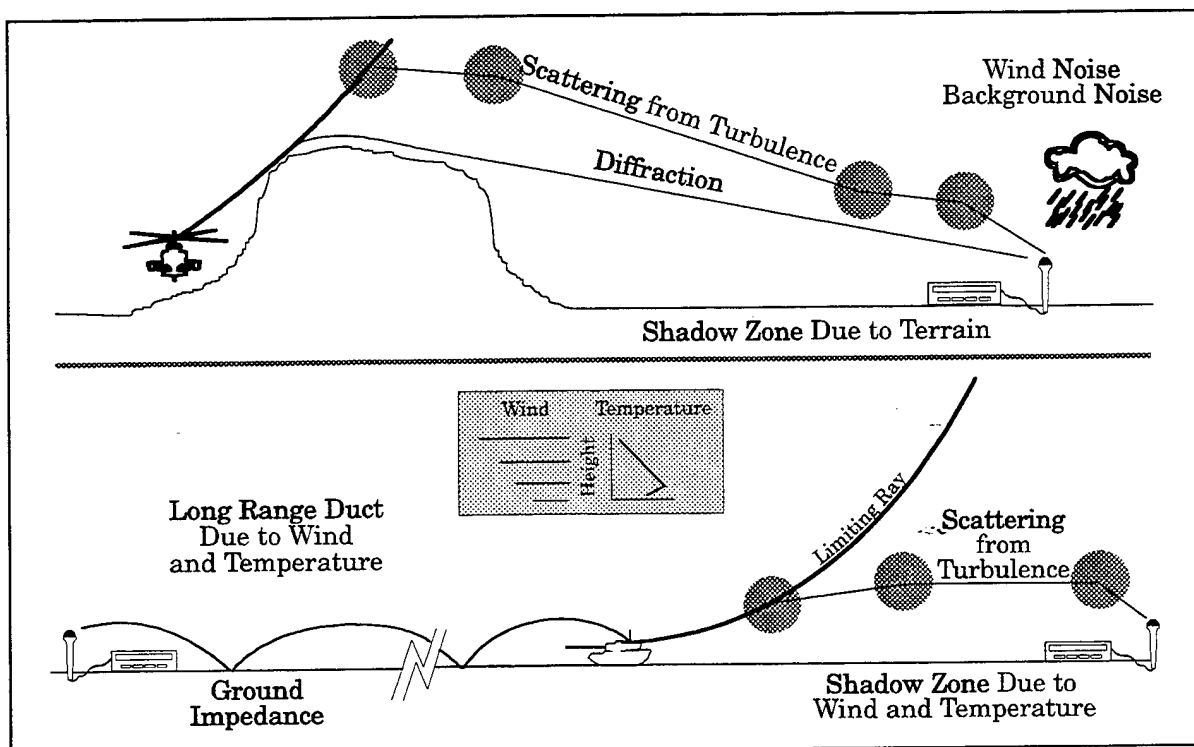 Scattering from Turbulence
Diffraction
Wind Noise
Background Noise
Shadow Zone Due to Terrain
Wind
Temperature
Height
Long Range Duct
Due to Wind
and Temperature
Limiting Ray
Scattering
from
Turbulence
Ground
Impedance
Shadow Zone Due to
Wind and Temperature